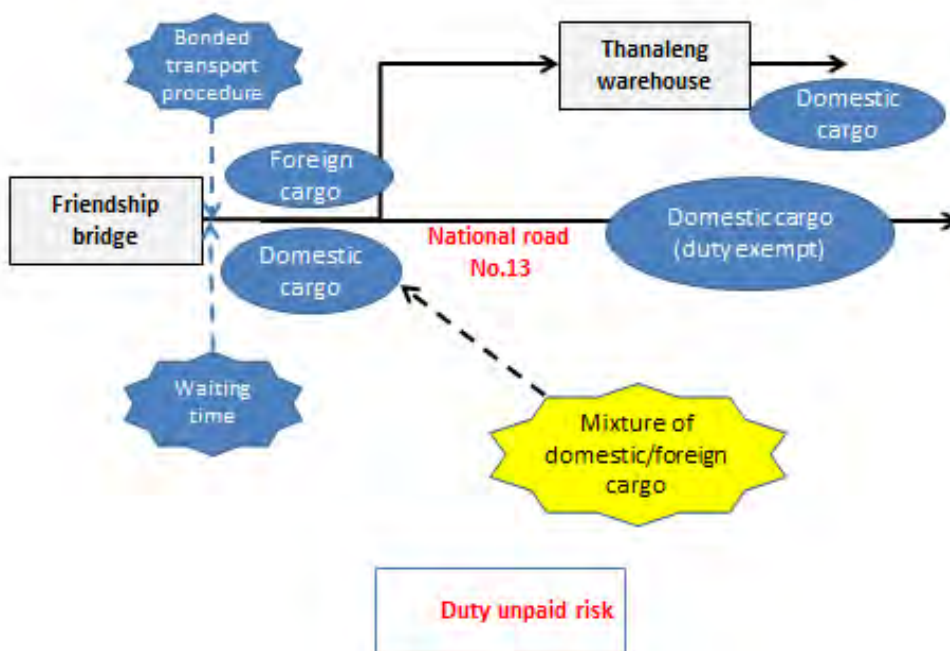 Bonded
transport
procedure
Thanaleng
warehouse
Domestic
cargo
Foreign
cargo
Friendship
bridge
Domestic cargo
(duty exempt)
National road
No.13
Domestic
cargo
Waiting
time
Mixture of
domestic/foreign
cargo
Duty unpaid risk